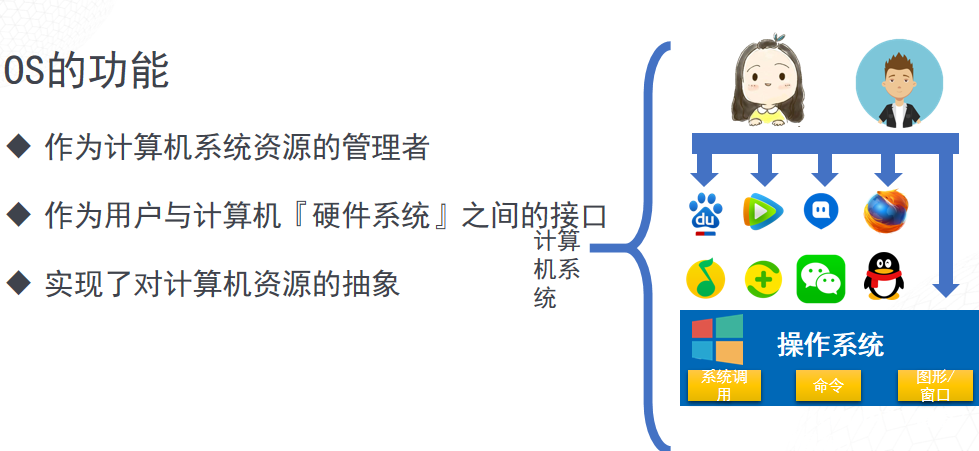 OS的功能
作为计算机系统资源的管理者
作为用户与计算机『硬件系统』之间的接口
实现了对计算机资源的抽象
计算
机系
统
du
操作系统
系统调
用
命令
图形/
窗口